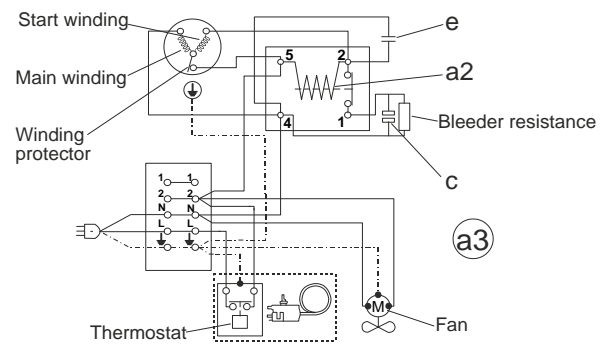 Start winding
e
5
2
a2
Main winding
Winding
protector
4
1
Bleeder resistance
c
1 1
2 2
N N
L L
a3
M
Fan
Thermostat